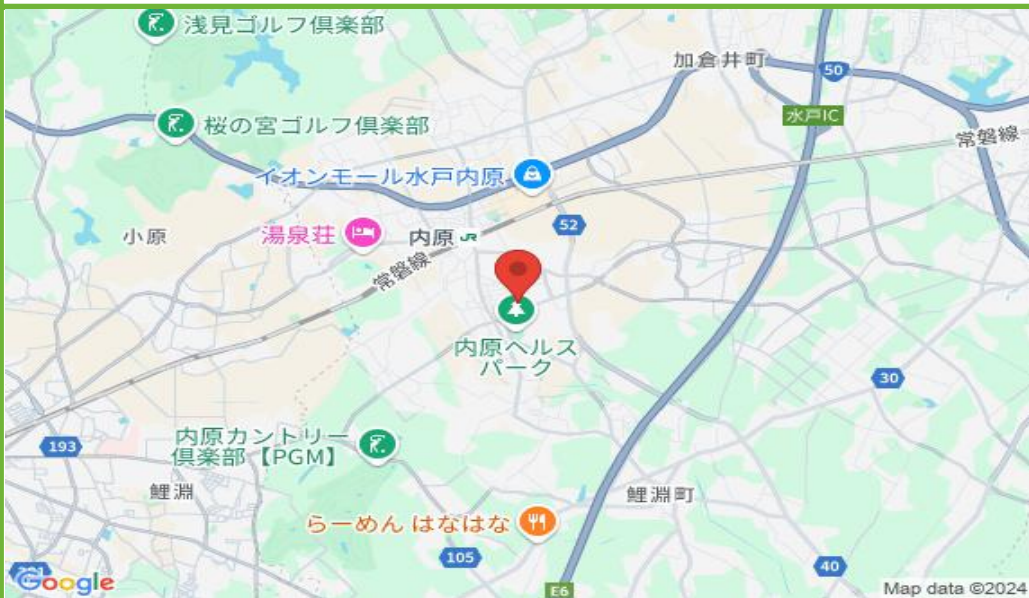 浅見ゴルフ倶楽部
加倉井町
50
桜の宮ゴルフ倶楽部
水戸IC
常磐線
イオンモール水戸内原
52
小原
湯泉荘
内原 JR
常磐線
内原ヘルス
パーク
30
193
内原カントリー
倶楽部【PGM】
鯉淵
鯉淵町
らーめん はなはな
105
40
E6
Google
Map data ©2024